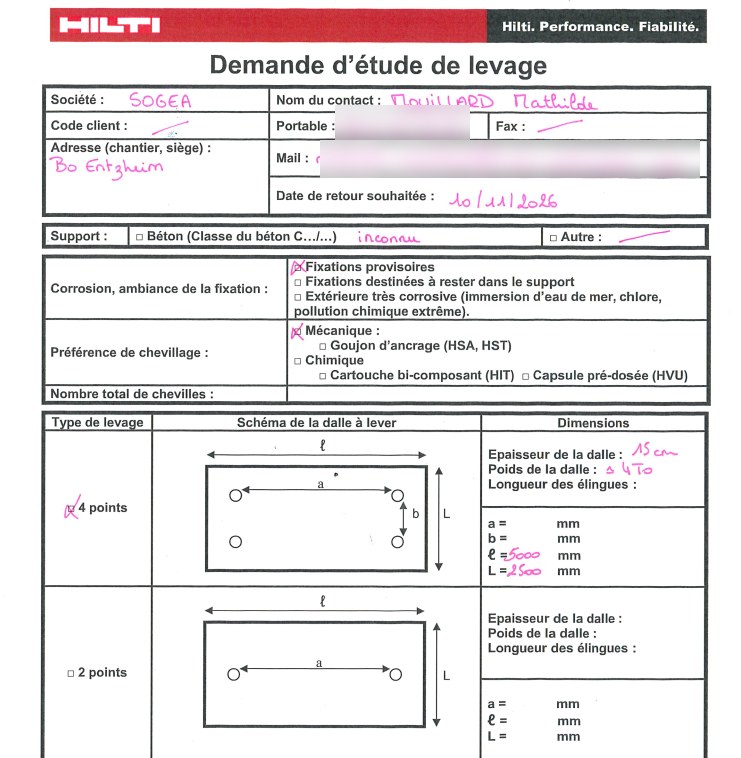 HILTI Hilti. Performance. Fiabilité.
Demande d'étude de levage
Société : SOGEA Nom du contact : MOUILLARD Mathilde
Code client : Portable : Fax :
Adresse (chantier, siège) : Mail :
Bo Entzheim
Date de retour souhaitée : 10/11/2026
Support : □ Béton (Classe du béton C.../...) inconnu □ Autre :
Corrosion, ambiance de la fixation :
☒ Fixations provisoires
□ Fixations destinées à rester dans le support
□ Extérieure très corrosive (immersion d'eau de mer, chlore,
pollution chimique extrême).
Préférence de chevillage :
☒ Mécanique :
□ Goujon d'ancrage (HSA, HST)
□ Chimique
□ Cartouche bi-composant (HIT) □ Capsule pré-dosée (HVU)
Nombre total de chevilles :
Type de levage Schéma de la dalle à lever Dimensions
☒ 4 points
ℓ
a
b
L
Epaisseur de la dalle : 15 cm
Poids de la dalle : 4T0
Longueur des élingues :
a = mm
b = mm
ℓ = 5000 mm
L = 2500 mm
□ 2 points
ℓ
a
L
Epaisseur de la dalle :
Poids de la dalle :
Longueur des élingues :
a = mm
ℓ = mm
L = mm